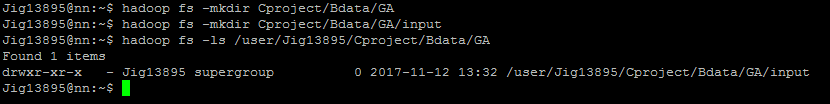 Jig13895@nn:~$ hadoop fs -mkdir Cproject/Bdata/GA
Jig13895@nn:~$ hadoop fs -mkdir Cproject/Bdata/GA/input
Jig13895@nn:~$ hadoop fs -ls /user/Jig13895/Cproject/Bdata/GA
Found 1 items
drwxr-xr-x   - Jig13895 supergroup          0 2017-11-12 13:32 /user/Jig13895/Cproject/Bdata/GA/input
Jig13895@nn:~$